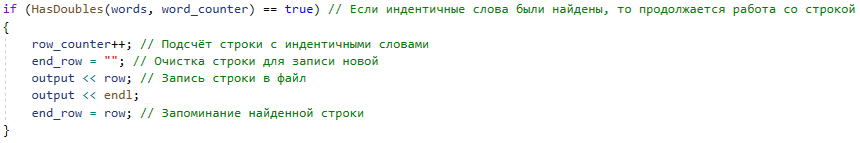 if (HasDoubles(words, word_counter) == true) // Если индентичные слова были найдены, то продолжается работа со строкой
{
row_counter++; // Подсчёт строки с индентичными словами
end_row = ""; // Очистка строки для записи новой
output << row; // Запись строки в файл
output << endl;
end_row = row; // Запоминание найденной строки
}